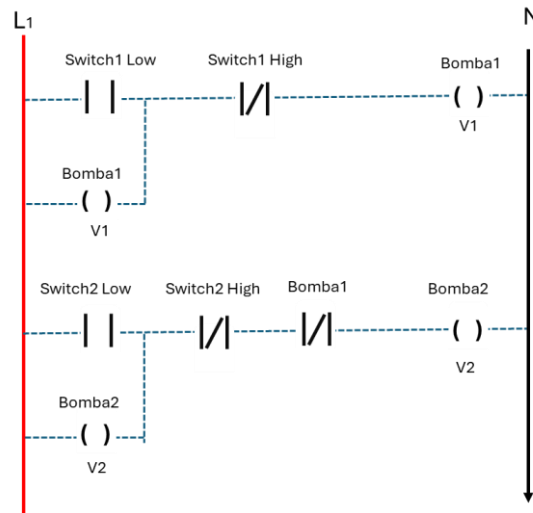 L1 N
Switch1 Low Switch1 High Bomba1
V1
Bomba1
V1
Switch2 Low Switch2 High Bomba1 Bomba2
V2
Bomba2
V2